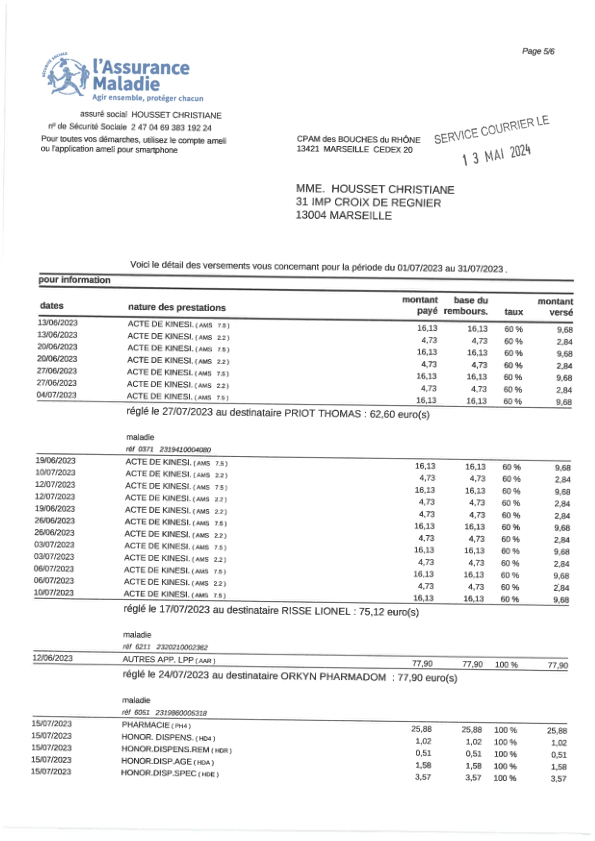 Page 5/6
SÉCURITÉ SOCIALE
l'Assurance
Maladie
Agir ensemble, protéger chacun
assuré social HOUSSET CHRISTIANE
n° de Sécurité Sociale 2 47 04 69 383 192 24
Pour toutes vos démarches, utilisez le compte ameli
ou l'application ameli pour smartphone
CPAM des BOUCHES du RHÔNE
13421 MARSEILLE CEDEX 20
SERVICE COURRIER LE
13 MAI 2024
MME. HOUSSET CHRISTIANE
31 IMP CROIX DE REGNIER
13004 MARSEILLE
Voici le détail des versements vous concernant pour la période du 01/07/2023 au 31/07/2023 .
pour information
dates nature des prestations montant payé base du rembours. taux montant versé
13/06/2023 ACTE DE KINESI. ( AMS 7.5 ) 16,13 16,13 60 % 9,68
13/06/2023 ACTE DE KINESI. ( AMS 2.2 ) 4,73 4,73 60 % 2,84
20/06/2023 ACTE DE KINESI. ( AMS 7.5 ) 16,13 16,13 60 % 9,68
20/06/2023 ACTE DE KINESI. ( AMS 2.2 ) 4,73 4,73 60 % 2,84
27/06/2023 ACTE DE KINESI. ( AMS 7.5 ) 16,13 16,13 60 % 9,68
27/06/2023 ACTE DE KINESI. ( AMS 2.2 ) 4,73 4,73 60 % 2,84
04/07/2023 ACTE DE KINESI. ( AMS 7.5 ) 16,13 16,13 60 % 9,68
réglé le 27/07/2023 au destinataire PRIOT THOMAS : 62,60 euro(s)
maladie
réf 0371 2319410004080
19/06/2023 ACTE DE KINESI. ( AMS 7.5 ) 16,13 16,13 60 % 9,68
10/07/2023 ACTE DE KINESI. ( AMS 2.2 ) 4,73 4,73 60 % 2,84
12/07/2023 ACTE DE KINESI. ( AMS 7.5 ) 16,13 16,13 60 % 9,68
12/07/2023 ACTE DE KINESI. ( AMS 2.2 ) 4,73 4,73 60 % 2,84
19/06/2023 ACTE DE KINESI. ( AMS 2.2 ) 4,73 4,73 60 % 2,84
26/06/2023 ACTE DE KINESI. ( AMS 7.5 ) 16,13 16,13 60 % 9,68
26/06/2023 ACTE DE KINESI. ( AMS 2.2 ) 4,73 4,73 60 % 2,84
03/07/2023 ACTE DE KINESI. ( AMS 7.5 ) 16,13 16,13 60 % 9,68
03/07/2023 ACTE DE KINESI. ( AMS 2.2 ) 4,73 4,73 60 % 2,84
06/07/2023 ACTE DE KINESI. ( AMS 7.5 ) 16,13 16,13 60 % 9,68
06/07/2023 ACTE DE KINESI. ( AMS 2.2 ) 4,73 4,73 60 % 2,84
10/07/2023 ACTE DE KINESI. ( AMS 7.5 ) 16,13 16,13 60 % 9,68
réglé le 17/07/2023 au destinataire RISSE LIONEL : 75,12 euro(s)
maladie
réf 6211 2320210002362
12/06/2023 AUTRES APP. LPP ( AAR ) 77,90 77,90 100 % 77,90
réglé le 24/07/2023 au destinataire ORKYN PHARMADOM : 77,90 euro(s)
maladie
réf 6051 2319860005318
15/07/2023 PHARMACIE ( PH4 ) 25,88 25,88 100 % 25,88
15/07/2023 HONOR. DISPENS. ( HD4 ) 1,02 1,02 100 % 1,02
15/07/2023 HONOR.DISPENS.REM ( HDR ) 0,51 0,51 100 % 0,51
15/07/2023 HONOR.DISP.AGE ( HDA ) 1,58 1,58 100 % 1,58
15/07/2023 HONOR.DISP.SPEC ( HDE ) 3,57 3,57 100 % 3,57